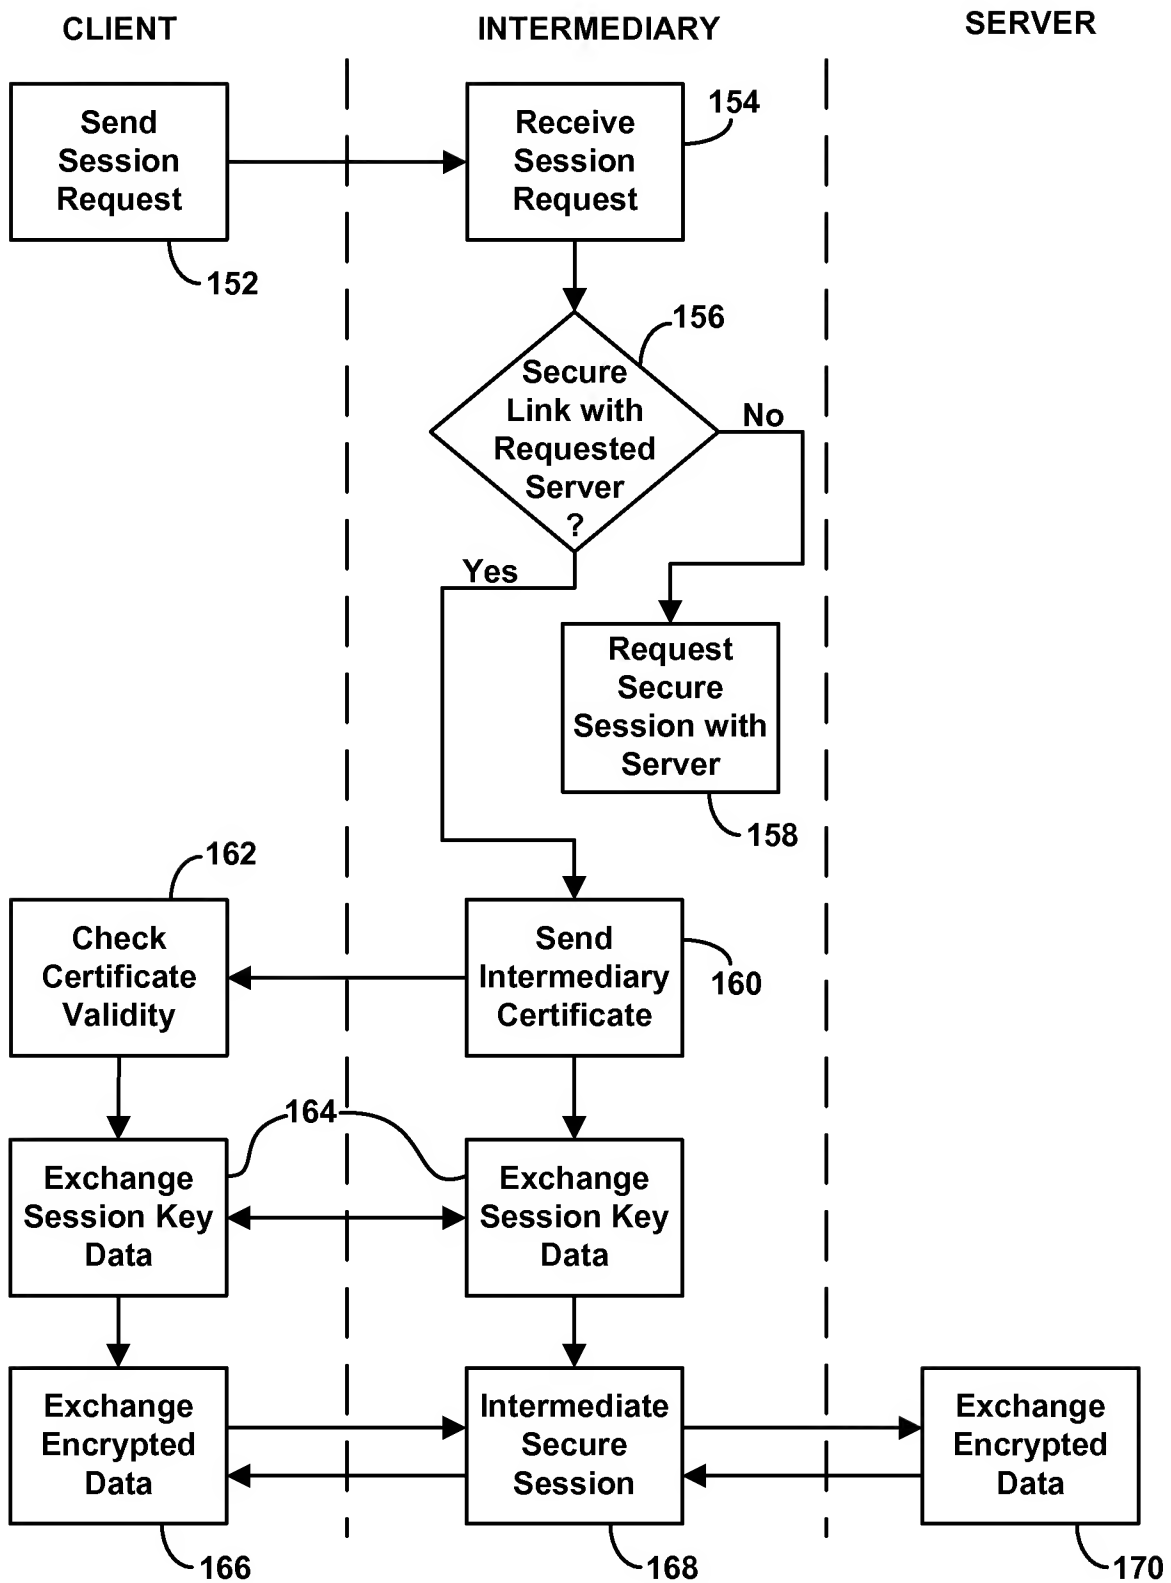 CLIENT
INTERMEDIARY
SERVER
Send
Session
Request
152
Receive
Session
Request
154
156
Secure
Link with
Requested
Server
?
No
Yes
Request
Secure
Session with
Server
158
162
Check
Certificate
Validity
Send
Intermediary
Certificate
160
164
Exchange
Session Key
Data
Exchange
Session Key
Data
Exchange
Encrypted
Data
166
Intermediate
Secure
Session
168
Exchange
Encrypted
Data
170